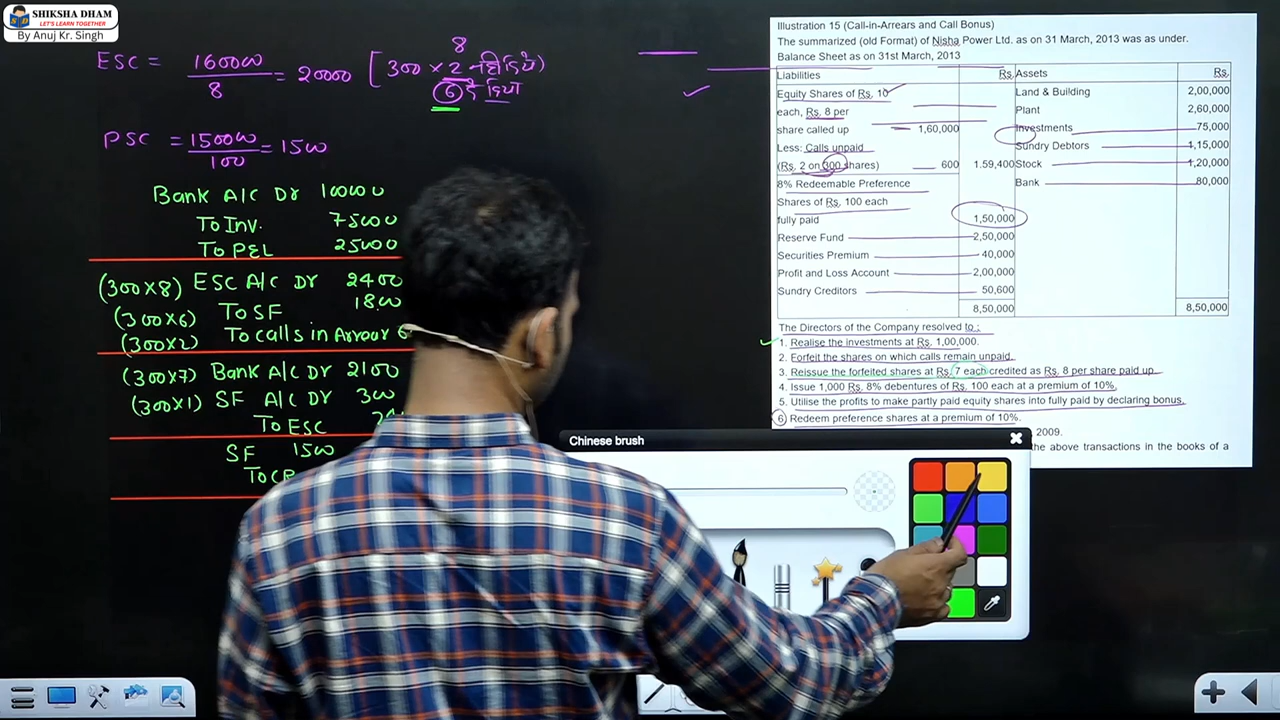 SHIKSHA DHAM
LET'S LEARN TOGETHER
By Anuj Kr. Singh
ESC = 160000/8 = 20000 [300 × 2 नहीं दिया)
8
6 दे दिया
PSC = 150000/100 = 1500
Bank A/C Dr 100000
To Inv. 75000
To P&L 25000
(300×8) ESC A/C Dr 2400
(300×6) To SF 1800
(300×2) To Calls in Arrear 6
(300×7) Bank A/C Dr 2100
(300×1) SF A/C Dr 300
To ESC
SF 1500
To CR
Illustration 15 (Call-in-Arrears and Call Bonus)
The summarized (old Format) of Nisha Power Ltd. as on 31 March, 2013 was as under.
Balance Sheet as on 31st March, 2013
Liabilities Rs. Assets Rs.
Equity Shares of Rs. 10 Land & Building 2,00,000
each, Rs. 8 per Plant 2,60,000
share called up 1,60,000 Investments 75,000
Less: Calls unpaid Sundry Debtors 1,15,000
(Rs. 2 on 300 shares) 600 1.59,400 Stock 1,20,000
8% Redeemable Preference Bank 80,000
Shares of Rs. 100 each
fully paid 1,50,000
Reserve Fund 2,50,000
Securities Premium 40,000
Profit and Loss Account 2,00,000
Sundry Creditors 50,600
8,50,000 8,50,000
The Directors of the Company resolved to :
1. Realise the investments at Rs. 1,00,000.
2. Forfeit the shares on which calls remain unpaid.
3. Reissue the forfeited shares at Rs. 7 each credited as Rs. 8 per share paid up.
4. Issue 1,000 Rs. 8% debentures of Rs. 100 each at a premium of 10%.
5. Utilise the profits to make partly paid equity shares into fully paid by declaring bonus.
6. Redeem preference shares at a premium of 10%.
2009.
the above transactions in the books of a
Chinese brush